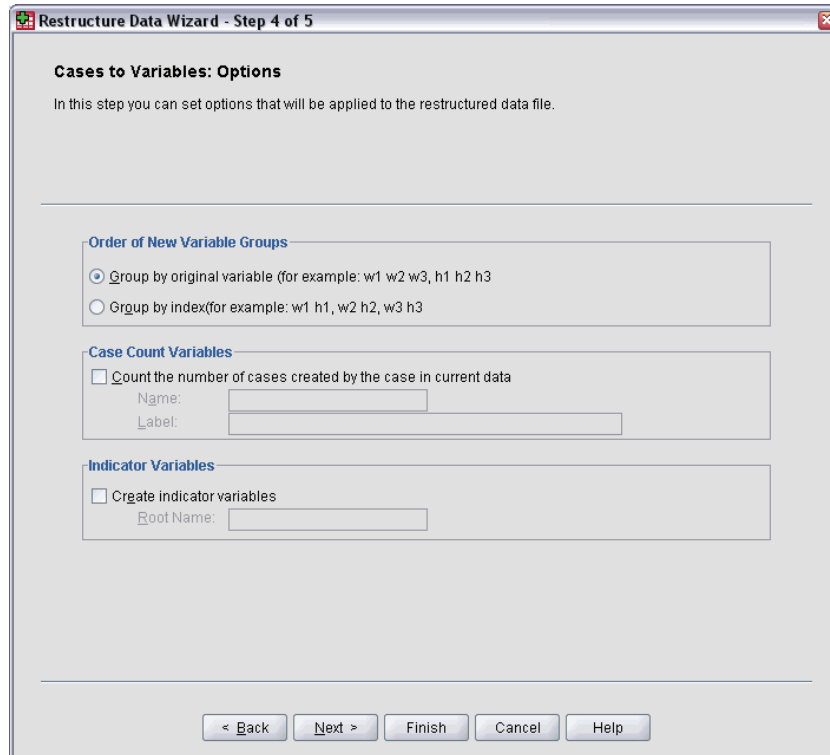 Restructure Data Wizard - Step 4 of 5
Cases to Variables: Options
In this step you can set options that will be applied to the restructured data file.
Order of New Variable Groups
Group by original variable (for example: w1 w2 w3, h1 h2 h3
Group by index(for example: w1 h1, w2 h2, w3 h3
Case Count Variables
Count the number of cases created by the case in current data
Name:
Label:
Indicator Variables
Create indicator variables
Root Name:
< Back Next > Finish Cancel Help